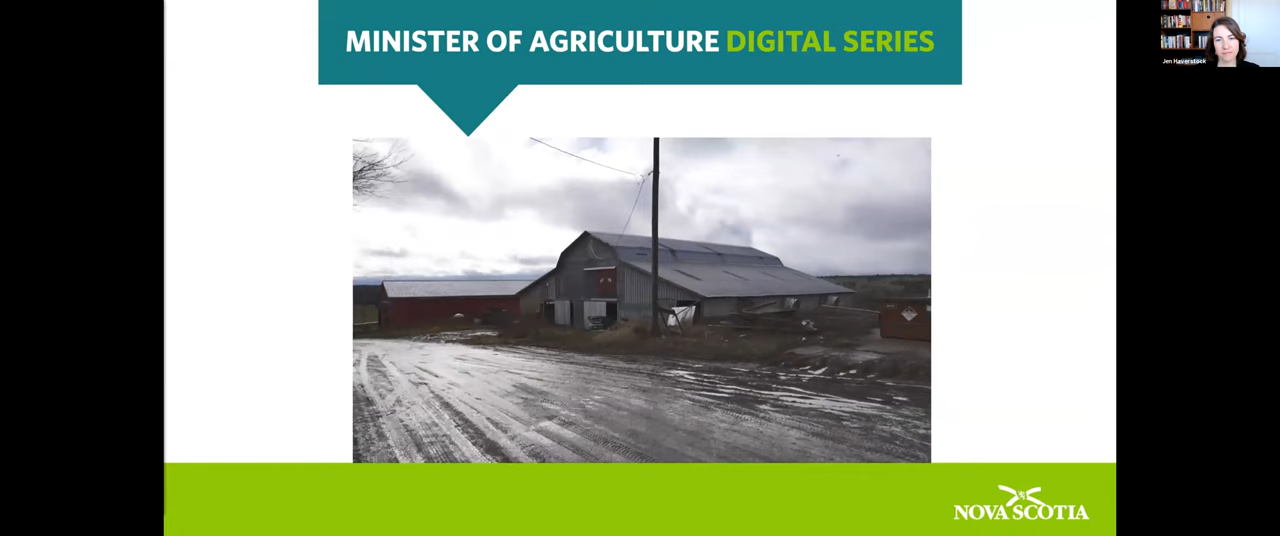 MINISTER OF AGRICULTURE DIGITAL SERIES
Jen Haverstock
NOVA SCOTIA